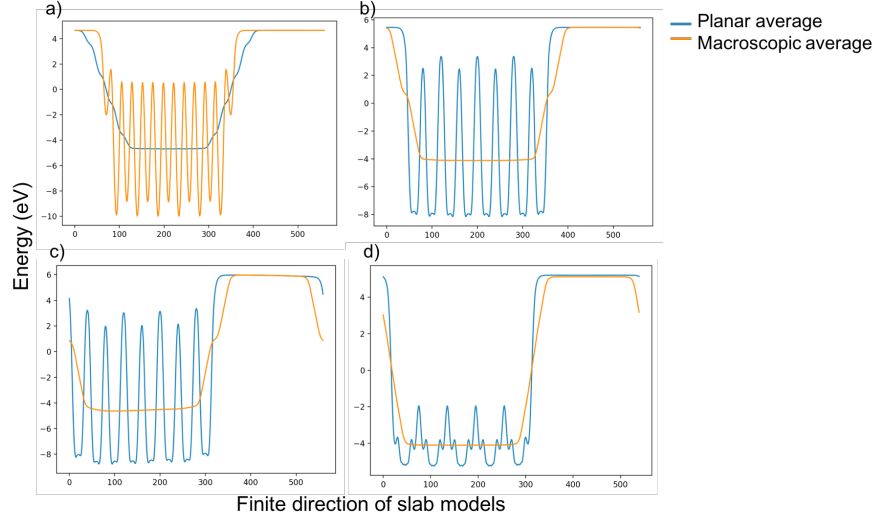 a)
b)
Planar average
Macroscopic average
4
2
0
−2
−4
−6
−8
−10
0 100 200 300 400 500
6
4
2
0
−2
−4
−6
−8
0 100 200 300 400 500
Energy (eV)
c)
d)
6
4
2
0
−2
−4
−6
−8
0 100 200 300 400 500
4
2
0
−2
−4
0 100 200 300 400 500
Finite direction of slab models